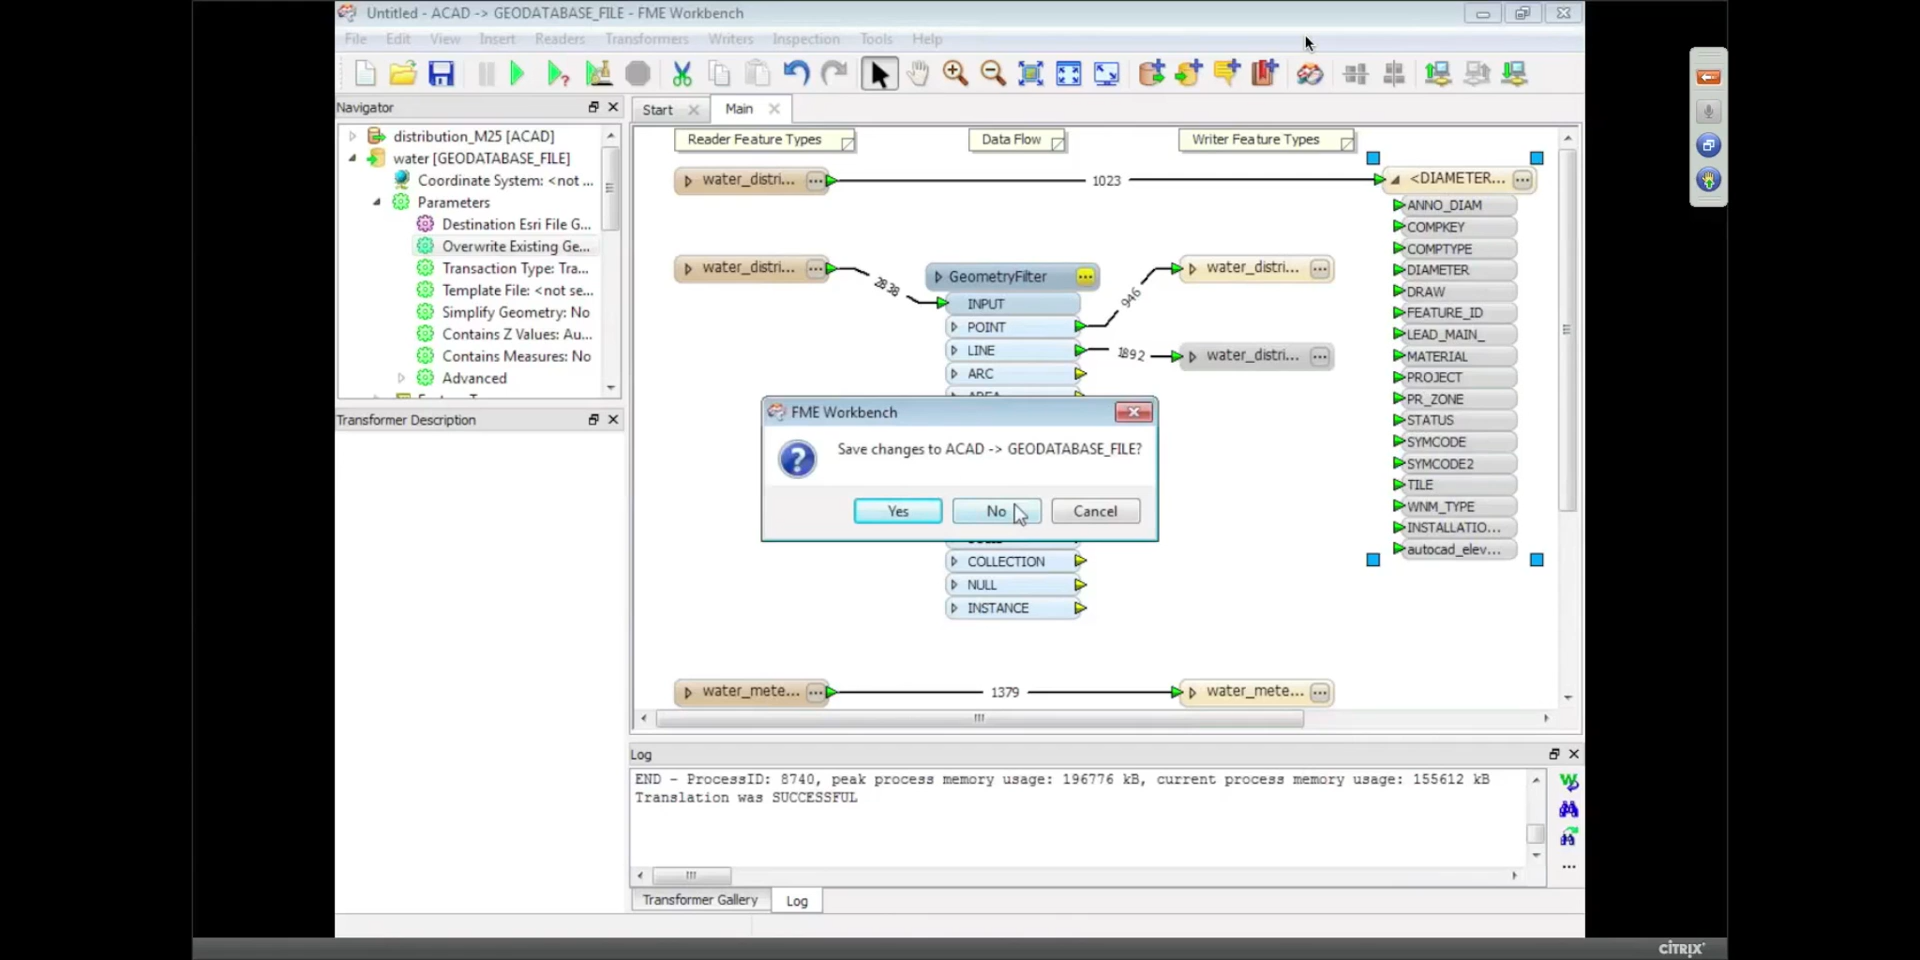 Untitled - ACAD -> GEODATABASE_FILE - FME Workbench
File Edit View Insert Readers Transformers Writers Inspection Tools Help
Navigator
distribution_M25 [ACAD]
water [GEODATABASE_FILE]
Coordinate System: <not ...
Parameters
Destination Esri File G...
Overwrite Existing Ge...
Transaction Type: Tra...
Template File: <not se...
Simplify Geometry: No
Contains Z Values: Au...
Contains Measures: No
Advanced
Transformer Description
Start
Main
Reader Feature Types
Data Flow
Writer Feature Types
water_distri...
1023
<DIAMETER...
ANNO_DIAM
COMPKEY
COMPTYPE
DIAMETER
DRAW
FEATURE_ID
LEAD_MAIN_
MATERIAL
PROJECT
PR_ZONE
STATUS
SYMCODE
SYMCODE2
TILE
WNM_TYPE
INSTALLATIO...
autocad_elev...
water_distri...
2838
GeometryFilter
INPUT
POINT
LINE
ARC
946
water_distri...
1892
water_distri...
FME Workbench
Save changes to ACAD -> GEODATABASE_FILE?
Yes
No
Cancel
COLLECTION
NULL
INSTANCE
water_mete...
1379
water_mete...
Log
END - ProcessID: 8740, peak process memory usage: 196776 kB, current process memory usage: 155612 kB
Translation was SUCCESSFUL
Transformer Gallery
Log
CITRIX